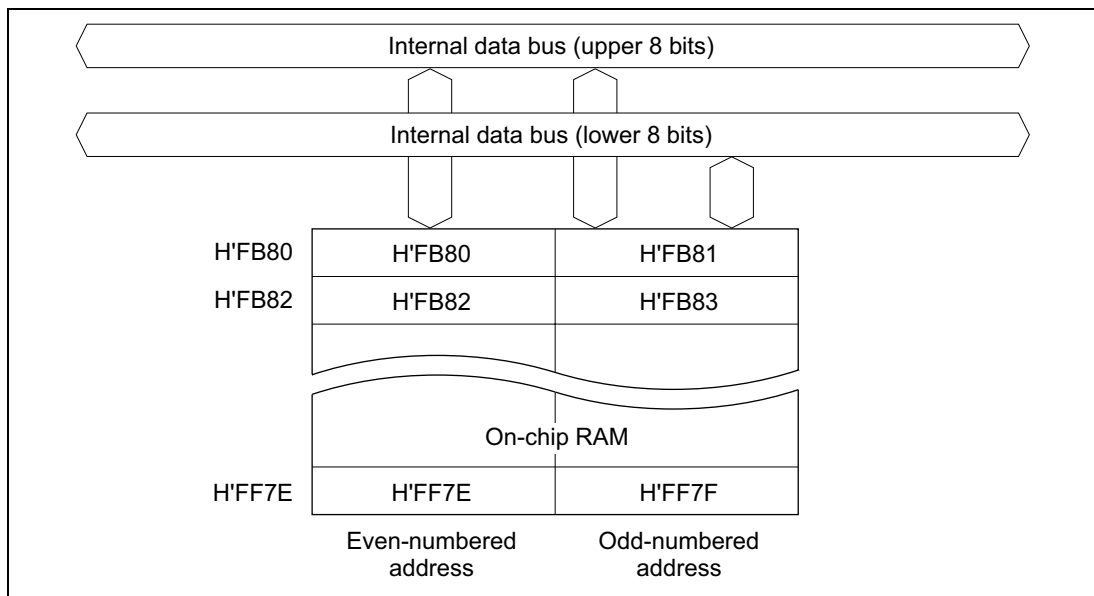 Internal data bus (upper 8 bits)
Internal data bus (lower 8 bits)
H'FB80 H'FB80 H'FB81
H'FB82 H'FB82 H'FB83
On-chip RAM
H'FF7E H'FF7E H'FF7F
Even-numbered Odd-numbered
address address